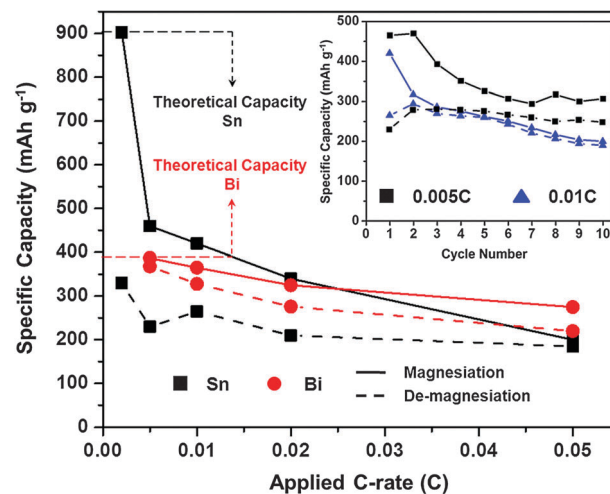 900
800
700
600
500
400
300
200
100
0
Specific Capacity (mAh g⁻¹)
0.00
0.01
0.02
0.03
0.04
0.05
Applied C-rate (C)
Theoretical Capacity
Sn
Theoretical Capacity
Bi
Sn
Bi
Magnesiation
De-magnesiation
500
400
300
200
100
0
Specific Capacity (mAh g⁻¹)
0.005C
0.01C
0 1 2 3 4 5 6 7 8 9 10
Cycle Number